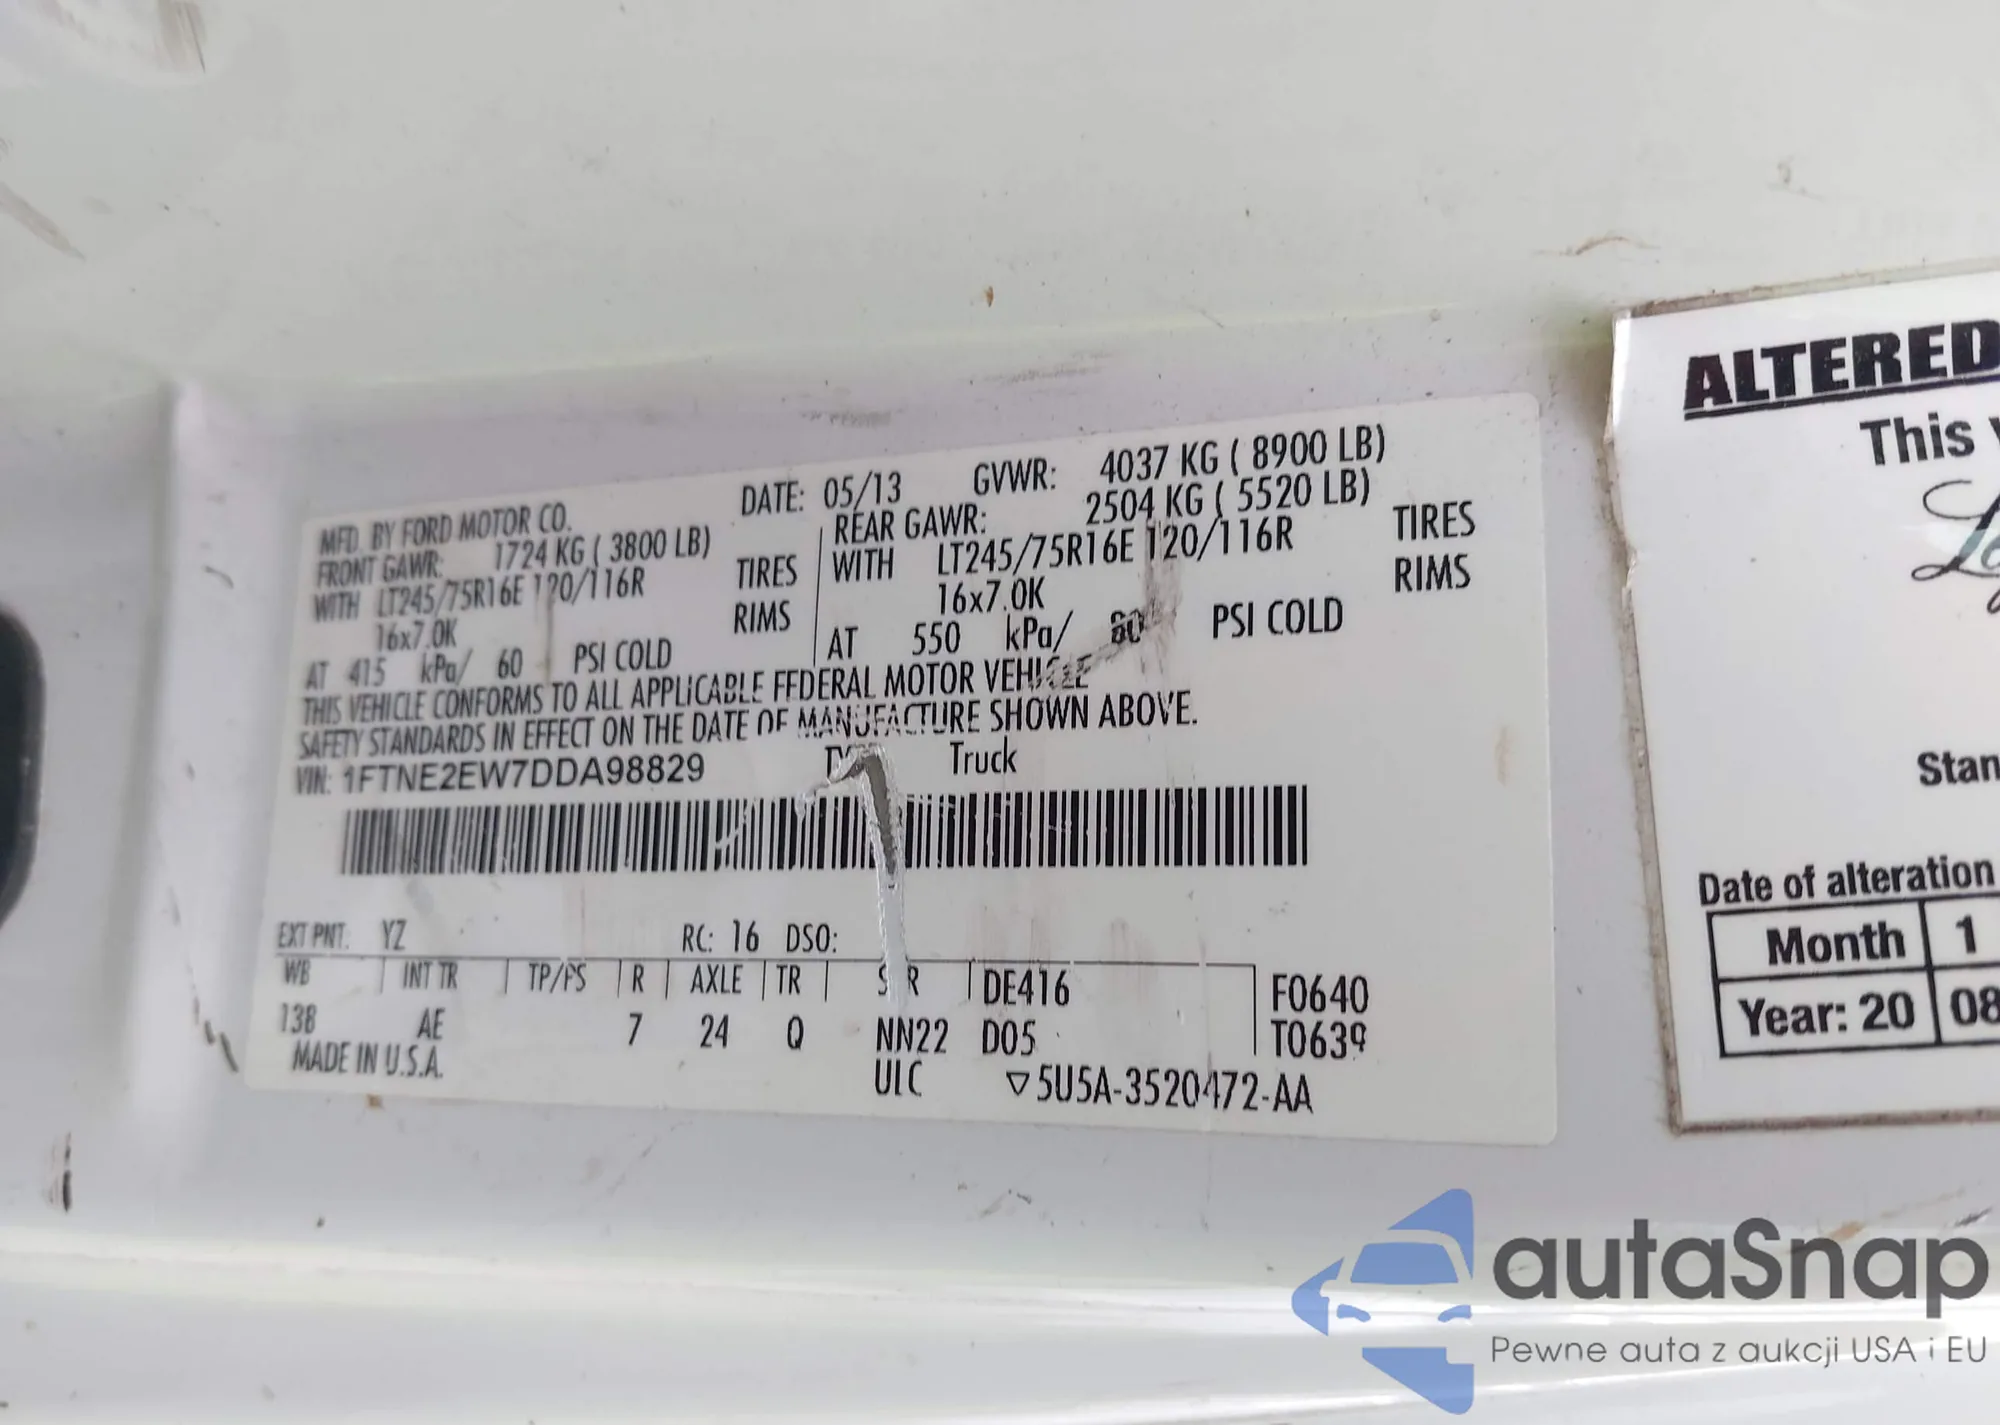 MFD. BY FORD MOTOR CO.
DATE: 05/13
GVWR: 4037 KG ( 8900 LB)
FRONT GAWR: 1724 KG ( 3800 LB)
WITH LT245/75R16E 120/116R TIRES
16x7.0K RIMS
AT 415 kPa/ 60 PSI COLD
REAR GAWR: 2504 KG ( 5520 LB)
WITH LT245/75R16E 120/116R TIRES
16x7.0K RIMS
AT 550 kPa/ 80 PSI COLD
THIS VEHICLE CONFORMS TO ALL APPLICABLE FEDERAL MOTOR VEHICLE
SAFETY STANDARDS IN EFFECT ON THE DATE OF MANUFACTURE SHOWN ABOVE.
VIN: 1FTNE2EW7DDA98829 Truck
EXT PNT: YZ RC: 16 DSO:
WB INT TR TP/PS R AXLE TR DE416 F0640
138 AE 7 24 Q NN22 D05 T0639
MADE IN U.S.A. ULC ▽5U5A-3520472-AA
ALTERED
This
Stan
Date of alteration
Month 1
Year: 20 08
autaSnap
Pewne auta z aukcji USA i EU